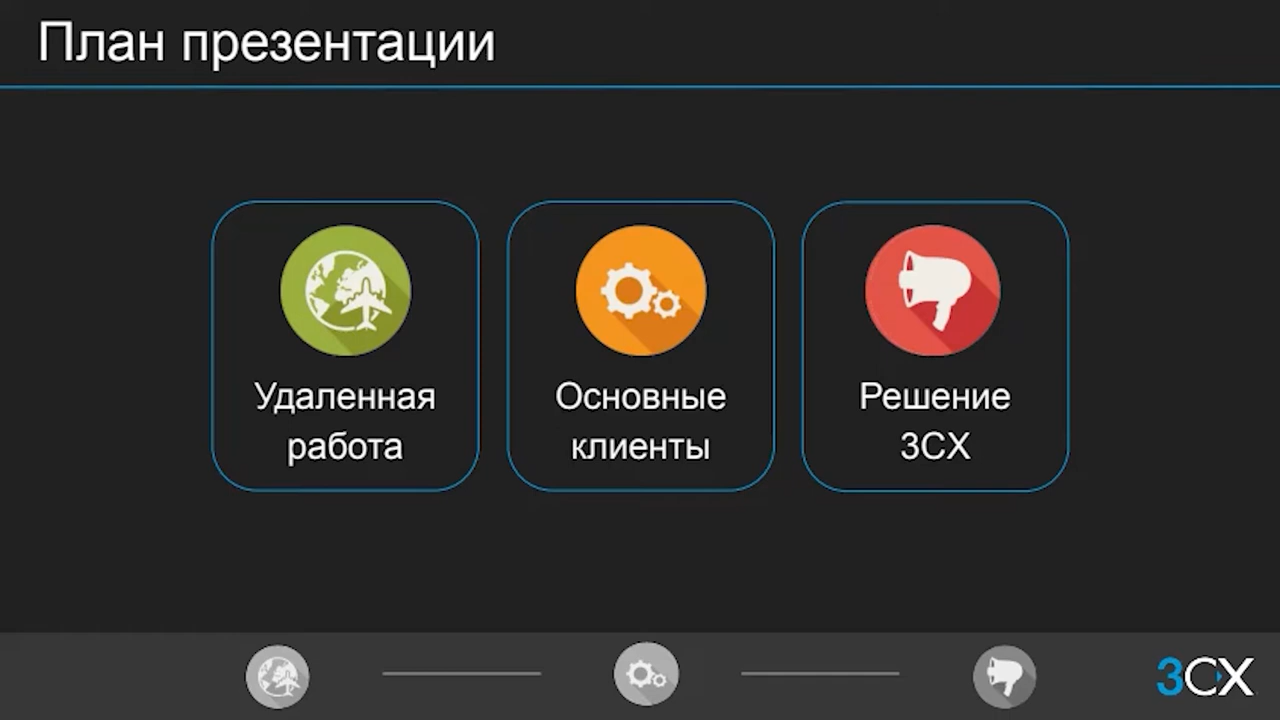 План презентации
Удаленная
работа
Основные
клиенты
Решение
3CX
3CX